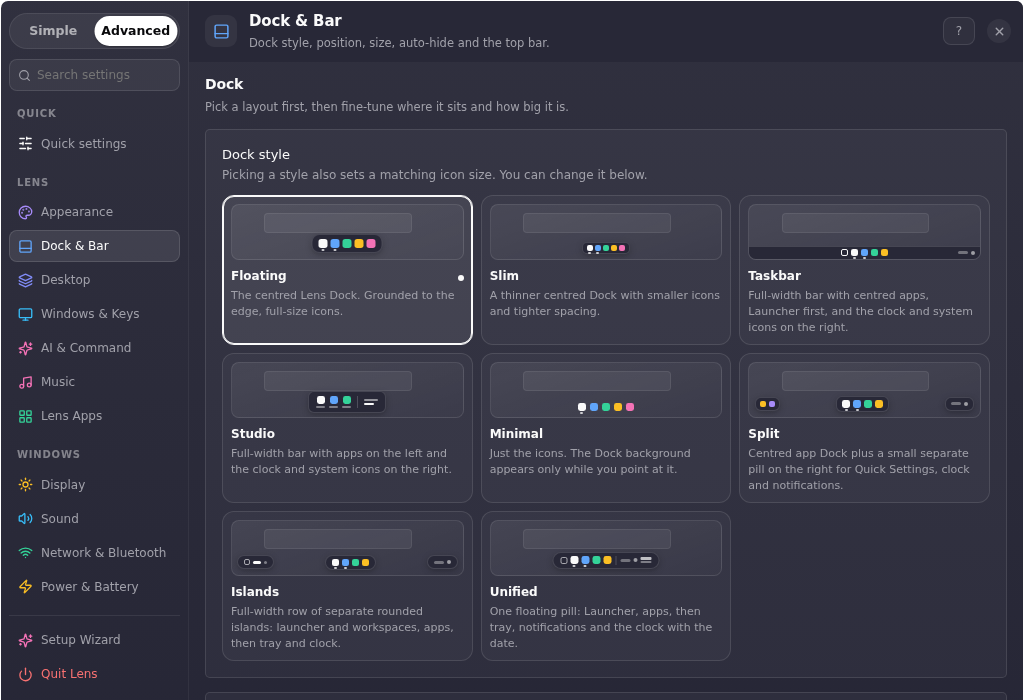 Simple
Advanced
Search settings
QUICK
Quick settings
LENS
Appearance
Dock & Bar
Desktop
Windows & Keys
AI & Command
Music
Lens Apps
WINDOWS
Display
Sound
Network & Bluetooth
Power & Battery
Setup Wizard
Quit Lens
Dock & Bar
Dock style, position, size, auto-hide and the top bar.
?
Dock
Pick a layout first, then fine-tune where it sits and how big it is.
Dock style
Picking a style also sets a matching icon size. You can change it below.
Floating
The centred Lens Dock. Grounded to the
edge, full-size icons.
Slim
A thinner centred Dock with smaller icons
and tighter spacing.
Taskbar
Full-width bar with centred apps,
Launcher first, and the clock and system
icons on the right.
Studio
Full-width bar with apps on the left and
the clock and system icons on the right.
Minimal
Just the icons. The Dock background
appears only while you point at it.
Split
Centred app Dock plus a small separate
pill on the right for Quick Settings, clock
and notifications.
Islands
Full-width row of separate rounded
islands: launcher and workspaces, apps,
then tray and clock.
Unified
One floating pill: Launcher, apps, then
tray, notifications and the clock with the
date.